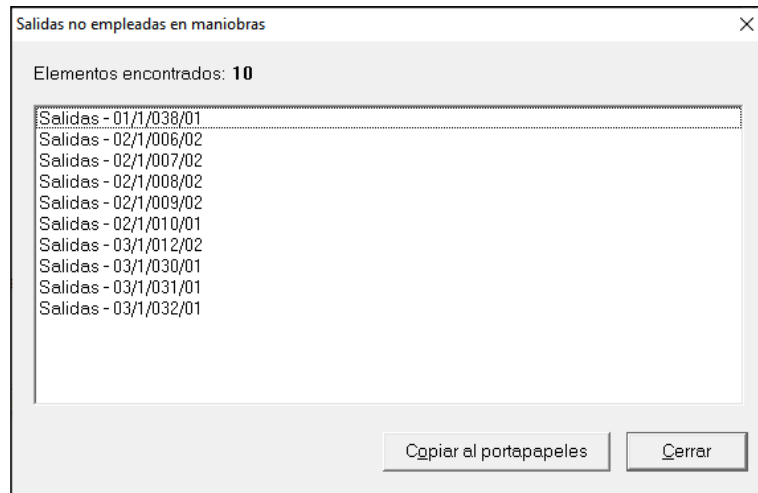 Salidas no empleadas en maniobras
Elementos encontrados: 10
Salidas - 01/1/038/01
Salidas - 02/1/006/02
Salidas - 02/1/007/02
Salidas - 02/1/008/02
Salidas - 02/1/009/02
Salidas - 02/1/010/01
Salidas - 03/1/012/02
Salidas - 03/1/030/01
Salidas - 03/1/031/01
Salidas - 03/1/032/01
Copiar al portapapeles
Cerrar